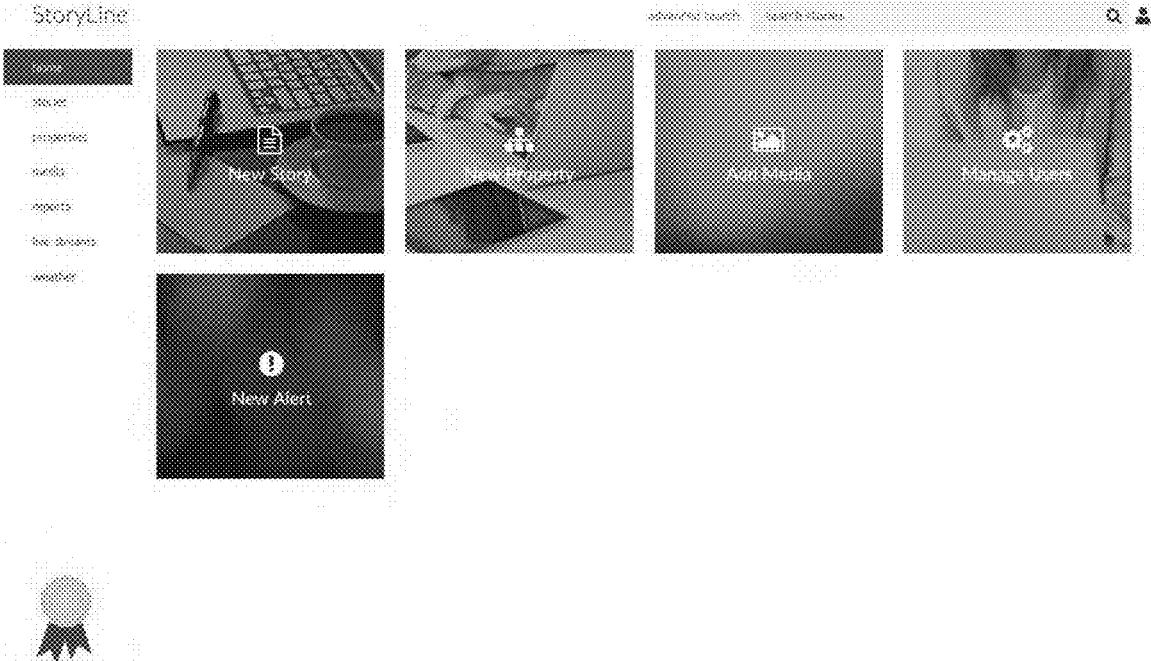 StoryLine
advanced search
search stories
home
stories
properties
media
reports
live streams
weather
New Story
New Property
Add Media
Manage Users
New Alert